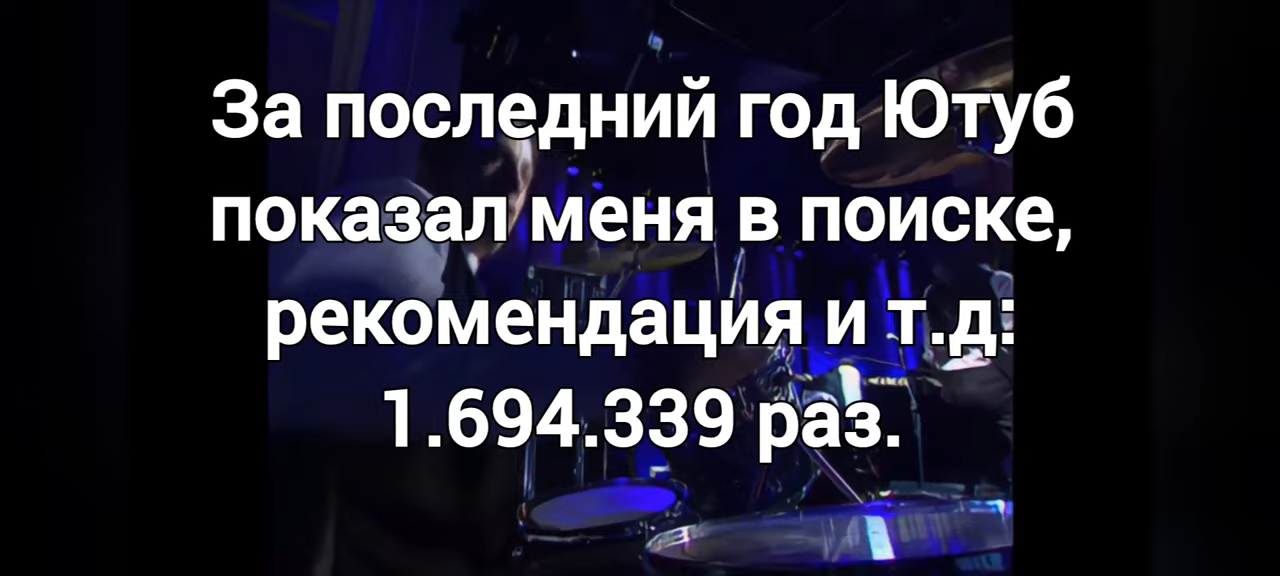 За последний год Ютуб
показал меня в поиске,
рекомендация и т.д:
1.694.339 раз.